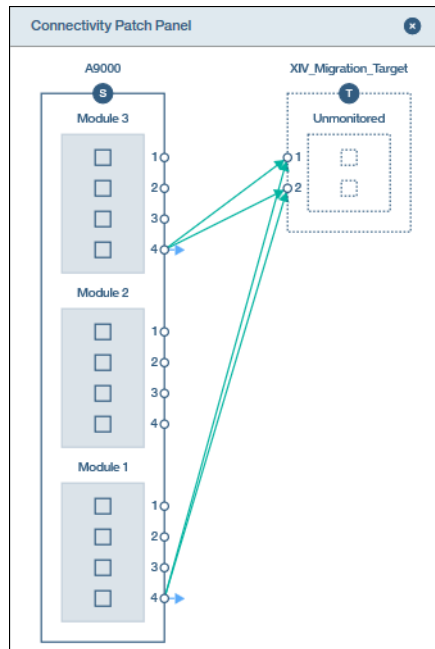 Connectivity Patch Panel
A9000
XIV_Migration_Target
S
T
Module 3
Unmonitored
1
2
3
4
1
2
Module 2
1
2
3
4
Module 1
1
2
3
4